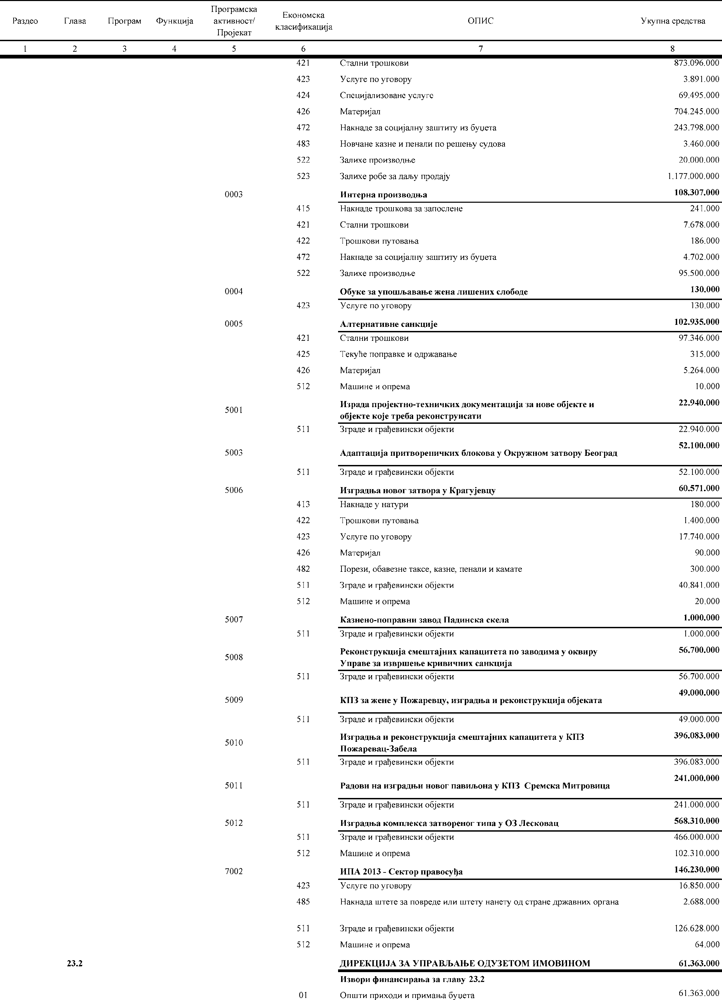 Раздео Глава Програм Функција Програмска активност/ Пројекат Економска класификација ОПИС Укупна средства
1 2 3 4 5 6 7 8
421 Стални трошкови 873.096.000
423 Услуге по уговору 3.891.000
424 Специјализоване услуге 69.495.000
426 Материјал 704.245.000
472 Накнаде за социјалну заштиту из буџета 243.798.000
483 Новчане казне и пенали по решењу судова 3.460.000
522 Залихе производње 20.000.000
523 Залихе робе за даљу продају 1.177.000.000
0003 Интерна производња 108.307.000
415 Накнаде трошкова за запослене 241.000
421 Стални трошкови 7.678.000
422 Трошкови путовања 186.000
472 Накнаде за социјалну заштиту из буџета 4.702.000
522 Залихе производње 95.500.000
0004 Обуке за упошљавање жена лишених слободе 130.000
423 Услуге по уговору 130.000
0005 Алтернативне санкције 102.935.000
421 Стални трошкови 97.346.000
425 Текуће поправке и одржавање 315.000
426 Материјал 5.264.000
512 Машине и опрема 10.000
5001 Израда пројектно-техничких документација за нове објекте и 22.940.000
објекте које треба реконструисати
511 Зграде и грађевински објекти 22.940.000
5003 Адаптација притвореничких блокова у Окружном затвору Београд 52.100.000
511 Зграде и грађевински објекти 52.100.000
5006 Изградња новог затвора у Крагујевцу 60.571.000
413 Накнаде у натури 180.000
422 Трошкови путовања 1.400.000
423 Услуге по уговору 17.740.000
426 Материјал 90.000
482 Порези, обавезне таксе, казне, пенали и камате 300.000
511 Зграде и грађевински објекти 40.841.000
512 Машине и опрема 20.000
5007 Казнено-поправни завод Падинска скела 1.000.000
511 Зграде и грађевински објекти 1.000.000
5008 Реконструкција смештајних капацитета по заводима у оквиру 56.700.000
Управе за извршење кривичних санкција
511 Зграде и грађевински објекти 56.700.000
5009 КПЗ за жене у Пожаревцу, изградња и реконструкција објеката 49.000.000
511 Зграде и грађевински објекти 49.000.000
5010 Изградња и реконструкција смештајних капацитета у КПЗ 396.083.000
Пожаревац-Забела
511 Зграде и грађевински објекти 396.083.000
5011 Радови на изградњи новог павиљона у КПЗ Сремска Митровица 241.000.000
511 Зграде и грађевински објекти 241.000.000
5012 Изградња комплекса затвореног типа у ОЗ Лесковац 568.310.000
511 Зграде и грађевински објекти 466.000.000
512 Машине и опрема 102.310.000
7002 ИПА 2013 - Сектор правосуђа 146.230.000
423 Услуге по уговору 16.850.000
485 Накнада штете за повреде или штету нанету од стране државних органа 2.688.000
511 Зграде и грађевински објекти 126.628.000
512 Машине и опрема 64.000
23.2 ДИРЕКЦИЈА ЗА УПРАВЉАЊЕ ОДУЗЕТОМ ИМОВИНОМ 61.363.000
Извори финансирања за главу 23.2
01 Општи приходи и примања буџета 61.363.000